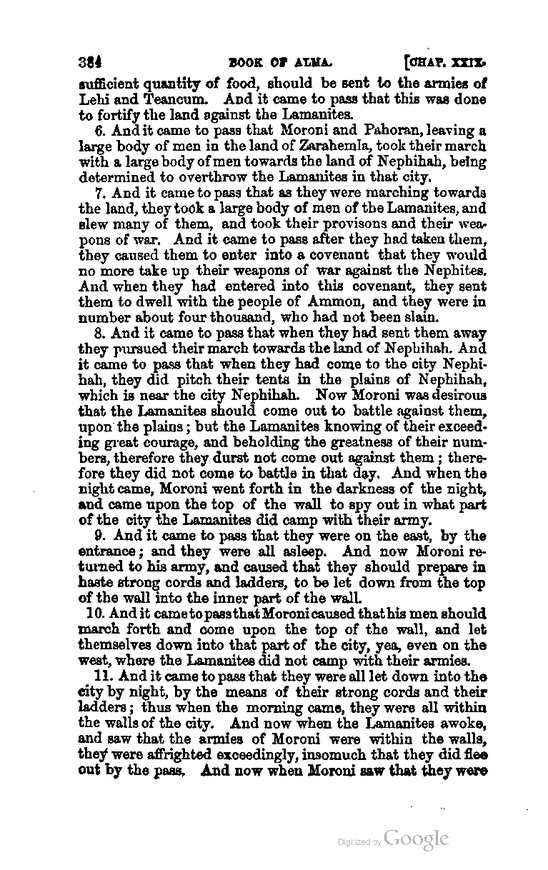 384 BOOK OF ALMA. [CHAP. XXIX.
sufficient quantity of food, should be sent to the armies of
Lehi and Teancum. And it came to pass that this was done
to fortify the land against the Lamanites.
6. And it came to pass that Moroni and Pahoran, leaving a
large body of men in the land of Zarahemla, took their march
with a large body of men towards the land of Nephihah, being
determined to overthrow the Lamanites in that city.
7. And it came to pass that as they were marching towards
the land, they took a large body of men of the Lamanites, and
slew many of them, and took their provisons and their wea-
pons of war. And it came to pass after they had taken them,
they caused them to enter into a covenant that they would
no more take up their weapons of war against the Nephites.
And when they had entered into this covenant, they sent
them to dwell with the people of Ammon, and they were in
number about four thousand, who had not been slain.
8. And it came to pass that when they had sent them away
they pursued their march towards the land of Nephihah. And
it came to pass that when they had come to the city Nephi-
hah, they did pitch their tents in the plains of Nephihah,
which is near the city Nephihah. Now Moroni was desirous
that the Lamanites should come out to battle against them,
upon the plains; but the Lamanites knowing of their exceed-
ing great courage, and beholding the greatness of their num-
bers, therefore they durst not come out against them; there-
fore they did not come to battle in that day. And when the
night came, Moroni went forth in the darkness of the night,
and came upon the top of the wall to spy out in what part
of the city the Lamanites did camp with their army.
9. And it came to pass that they were on the east, by the
entrance; and they were all asleep. And now Moroni re-
turned to his army, and caused that they should prepare in
haste strong cords and ladders, to be let down from the top
of the wall into the inner part of the wall.
10. And it came to pass that Moroni caused that his men should
march forth and come upon the top of the wall, and let
themselves down into that part of the city, yea, even on the
west, where the Lamanites did not camp with their armies.
11. And it came to pass that they were all let down into the
city by night, by the means of their strong cords and their
ladders; thus when the morning came, they were all within
the walls of the city. And now when the Lamanites awoke,
and saw that the armies of Moroni were within the walls,
they were affrighted exceedingly, insomuch that they did flee
out by the pass. And now when Moroni saw that they were
Digitized by Google